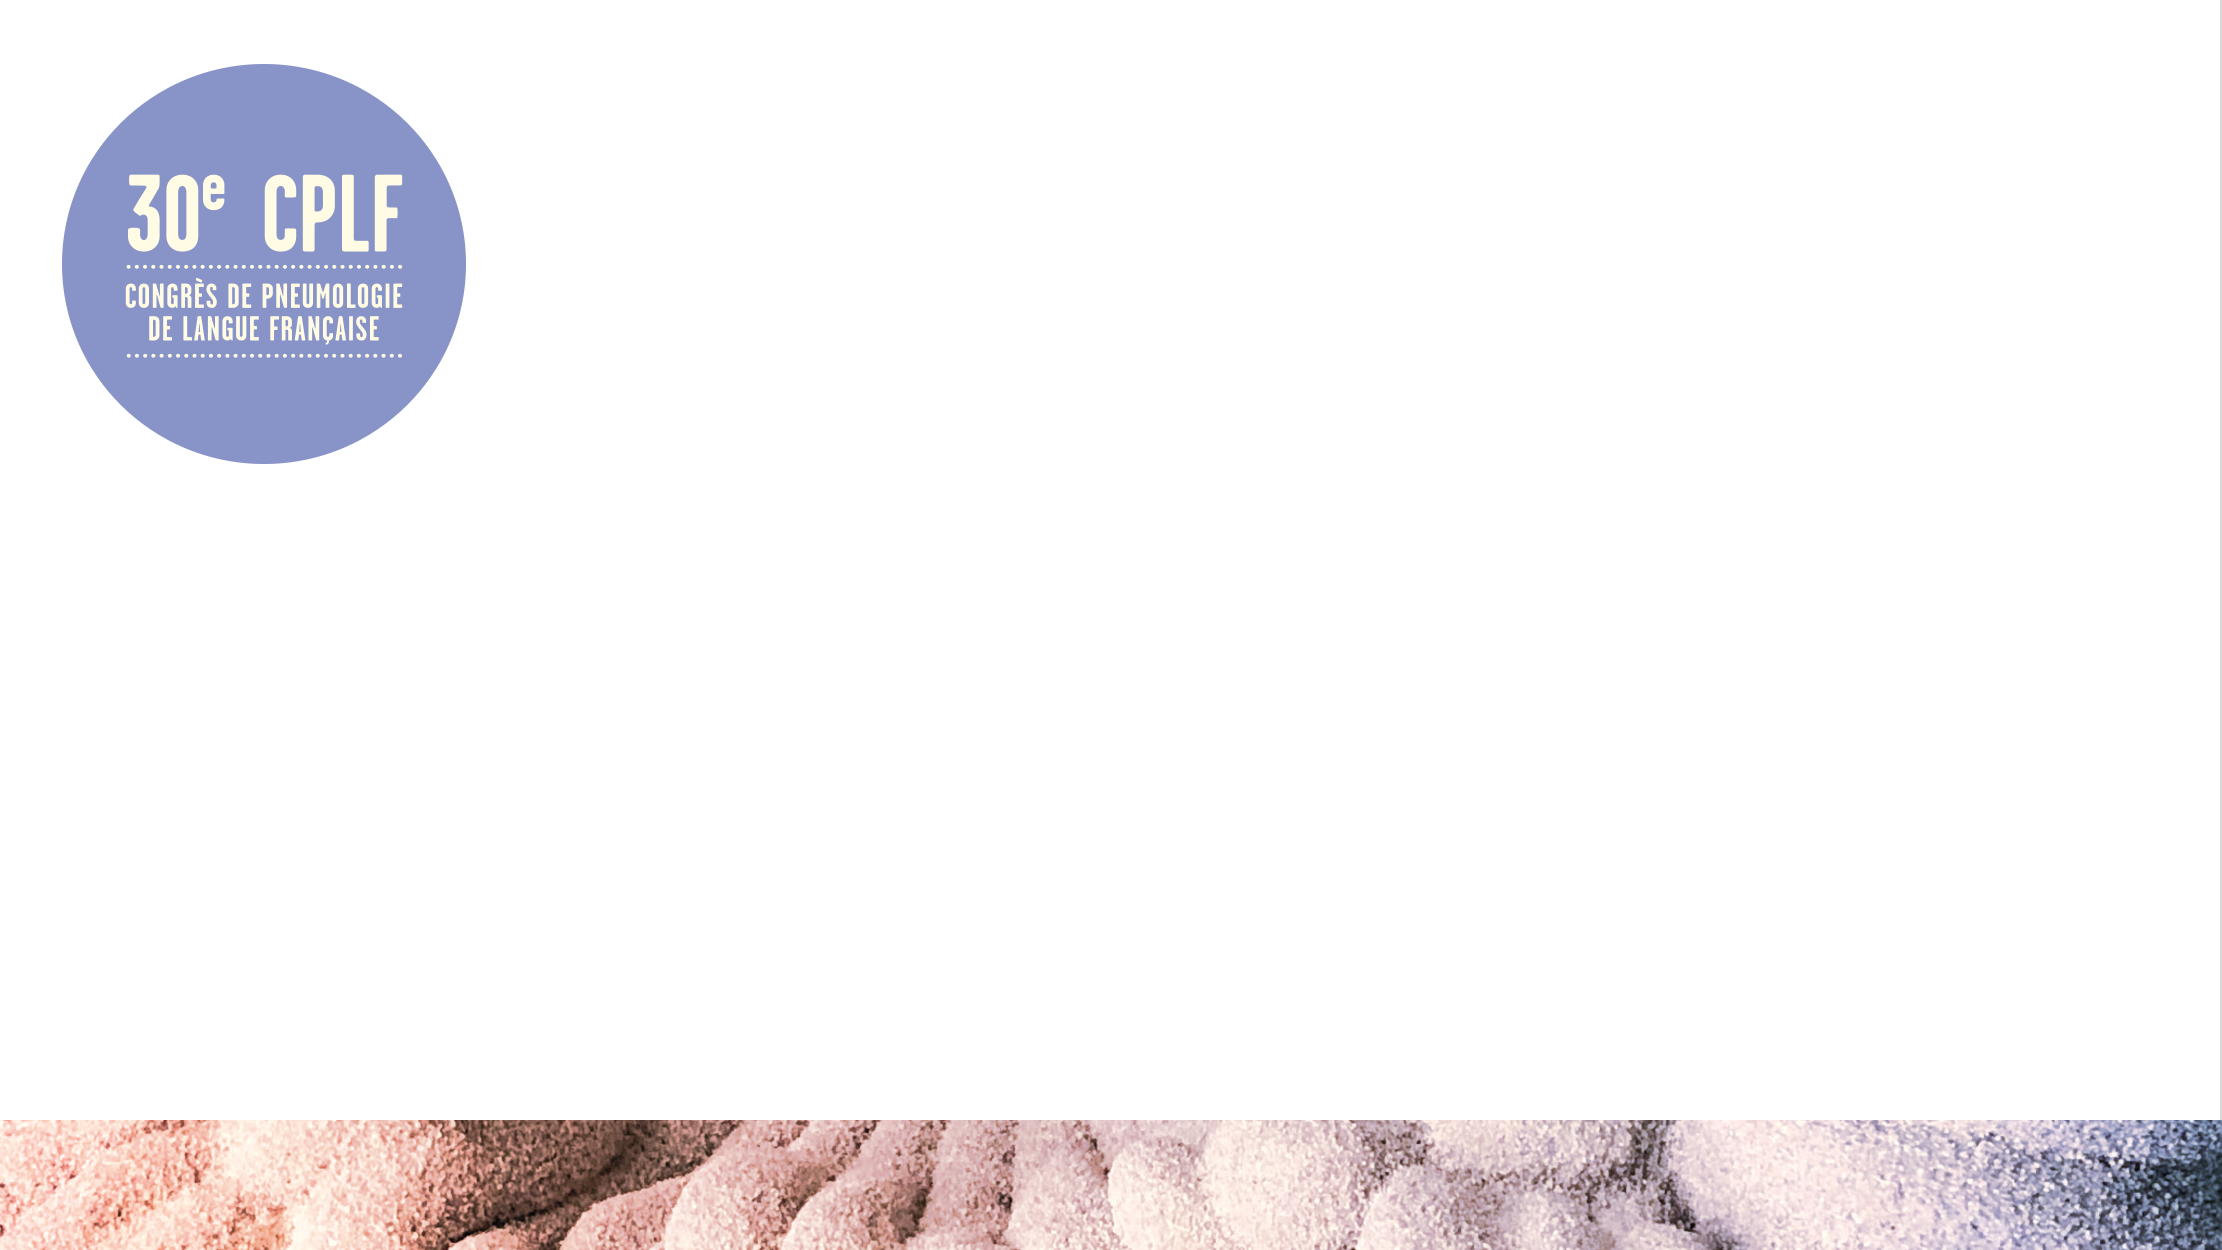 30e CPLF
CONGRÈS DE PNEUMOLOGIE
DE LANGUE FRANÇAISE